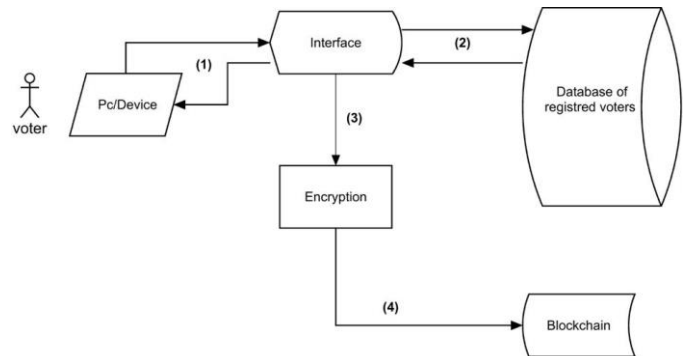 Interface
(2)
(1)
Database of
registred voters
Pc/Device
voter
(3)
Encryption
(4)
Blockchain